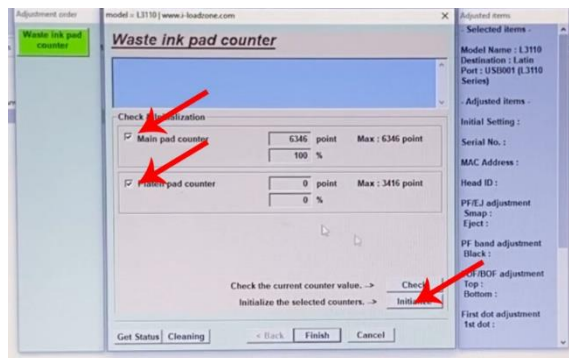 Adjustment order
Waste ink pad
counter
model = L3110 | www.i-loadzone.com
Waste ink pad counter
Main pad counter
6346 point Max : 6346 point
100 %
pad counter
0 point Max : 3416 point
0 %
Check the current counter value. -->
Initialize the selected counters. -->
Get Status
Cleaning
< Back
Finish
Cancel
Adjusted items
- Selected items -
Model Name : L3110
Destination : Latin
Port : USB001 (L3110
Series)
- Adjusted items -
Initial Setting :
Serial No. :
MAC Address :
Head ID :
PF/EJ adjustment
Smap :
Eject :
PF band adjustment
Black :
adjustment
Top :
Bottom :
First dot adjustment
1st dot :